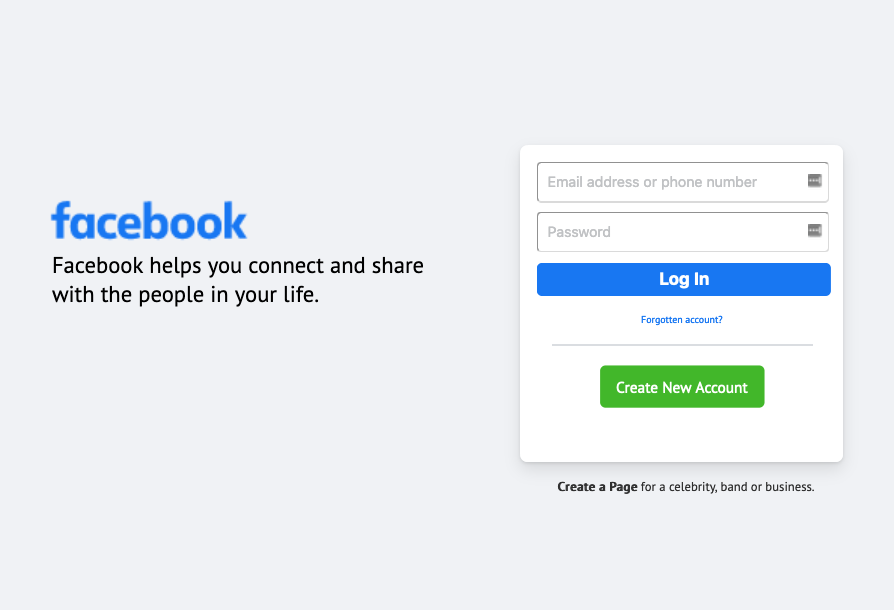 facebook
Facebook helps you connect and share
with the people in your life.
Email address or phone number
Password
Log In
Forgotten account?
Create New Account
Create a Page for a celebrity, band or business.